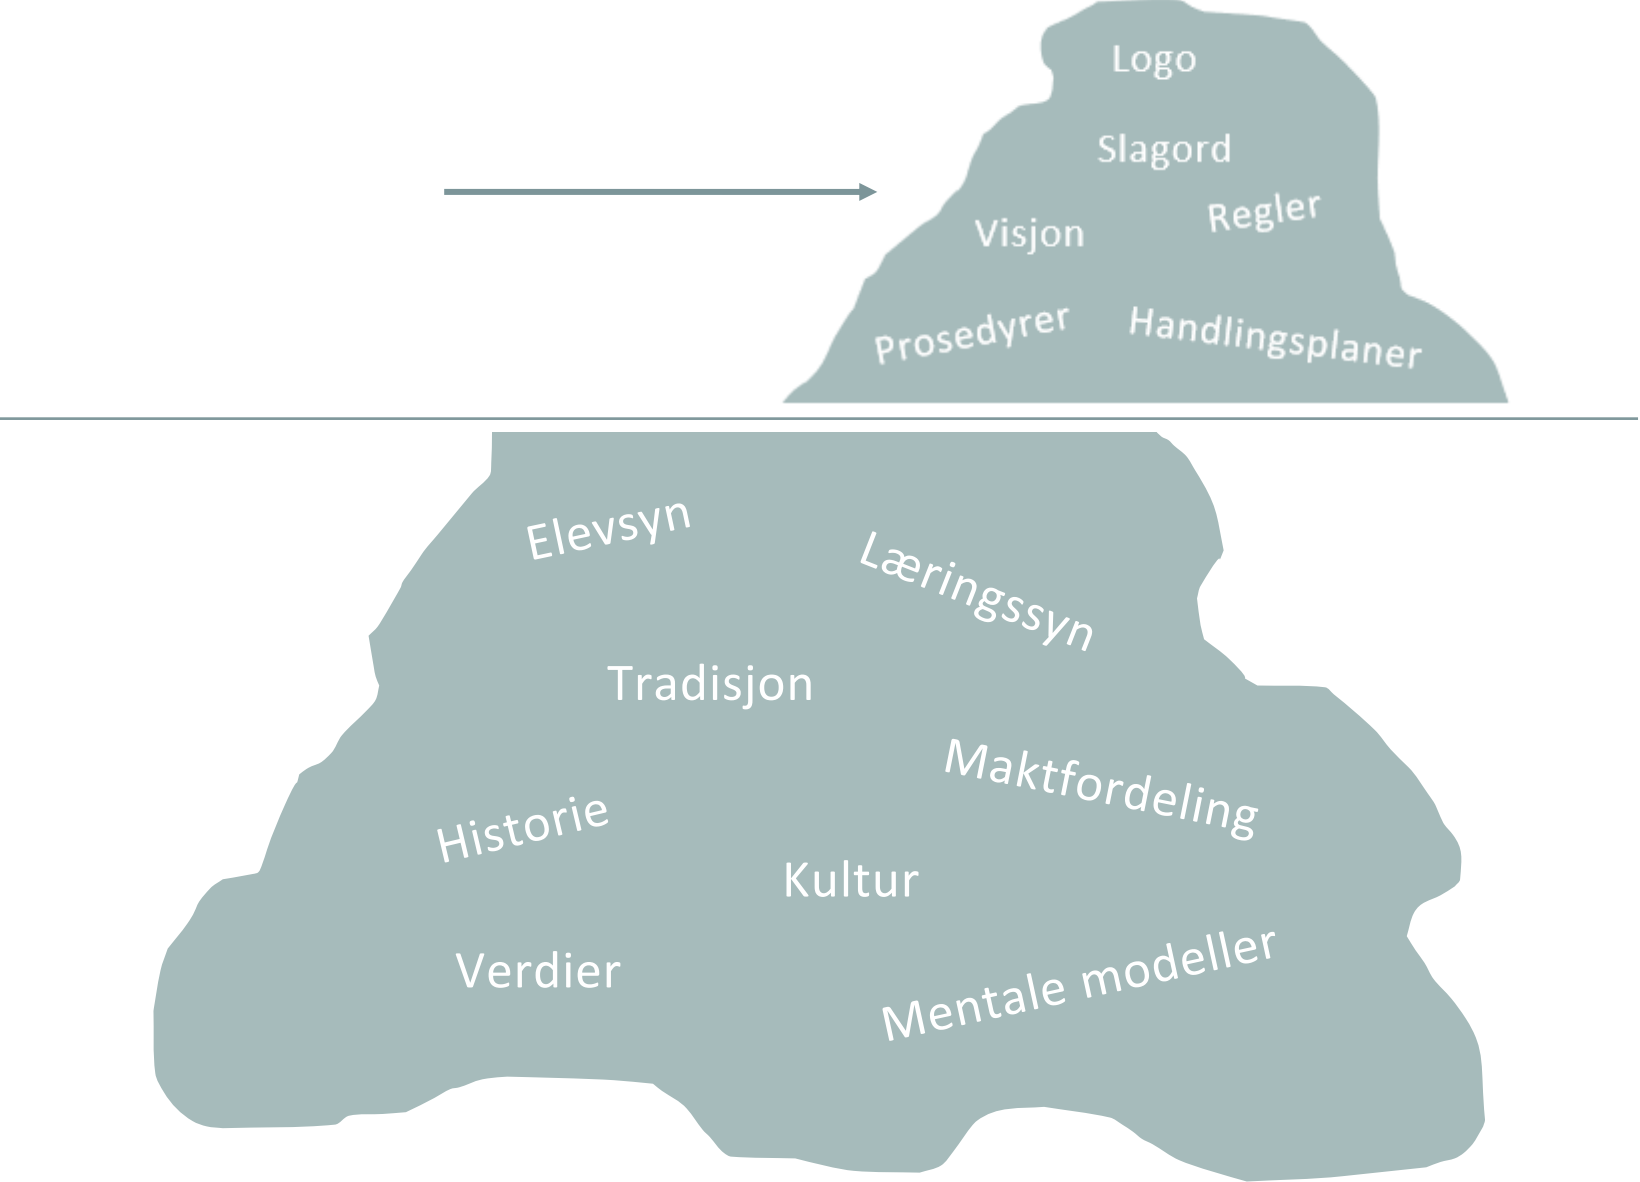 Logo
Slagord
Regler
Visjon
Prosedyrer
Handlingsplaner
Elevsyn
Læringssyn
Tradisjon
Maktfordeling
Historie
Kultur
Verdier
Mentale modeller